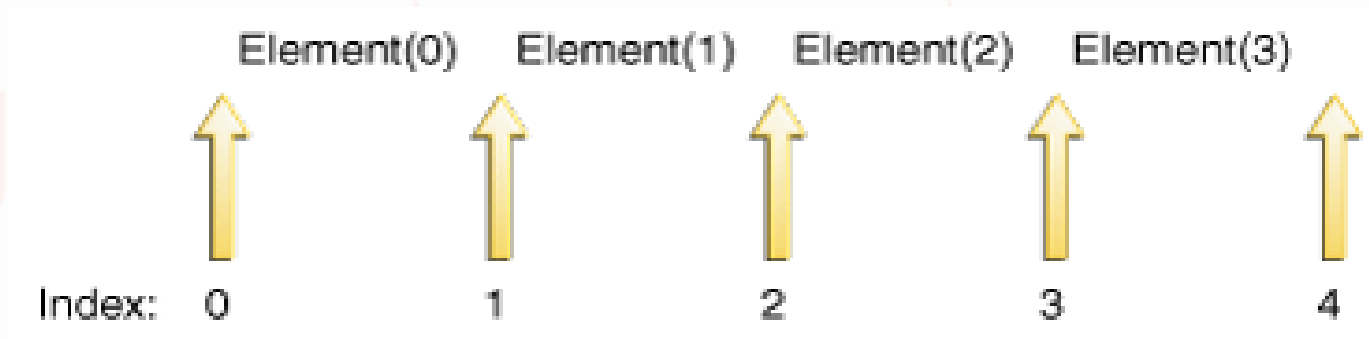 Element(0) Element(1) Element(2) Element(3)
Index: 0 1 2 3 4